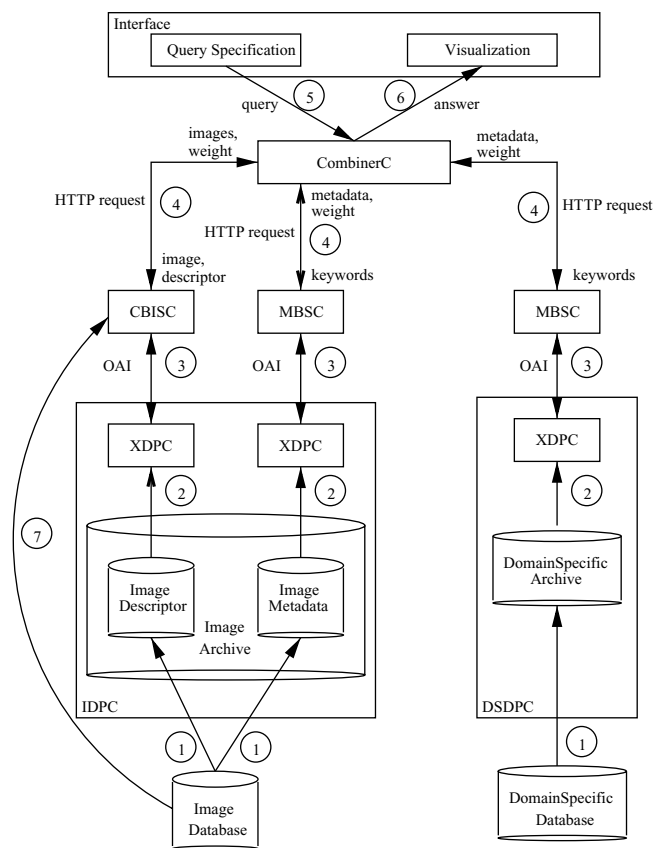 Interface
Query Specification
Visualization
5
6
query
answer
images,
weight
CombinerC
metadata,
weight
HTTP request
4
metadata,
weight
HTTP request
4
4
HTTP request
image,
descriptor
keywords
keywords
CBISC
MBSC
MBSC
OAI
3
OAI
3
OAI
3
XDPC
XDPC
XDPC
2
2
2
7
Image
Descriptor
Image
Metadata
Image
Archive
DomainSpecific
Archive
IDPC
DSDPC
1
1
1
Image
Database
DomainSpecific
Database